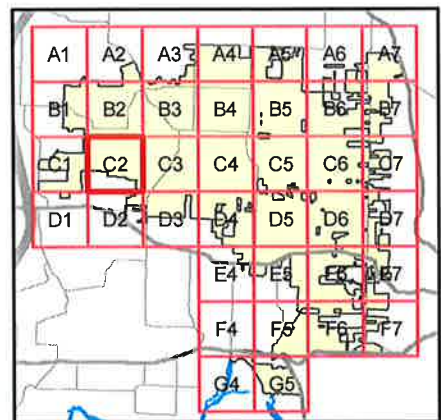 A1 A2 A3 A4 A5 A6 A7
B1 B2 B3 B4 B5 B6 B7
C1 C2 C3 C4 C5 C6 C7
D1 D2 D3 D4 D5 D6 D7
E4 E5 E6 E7
F4 F5 F6 F7
G4 G5